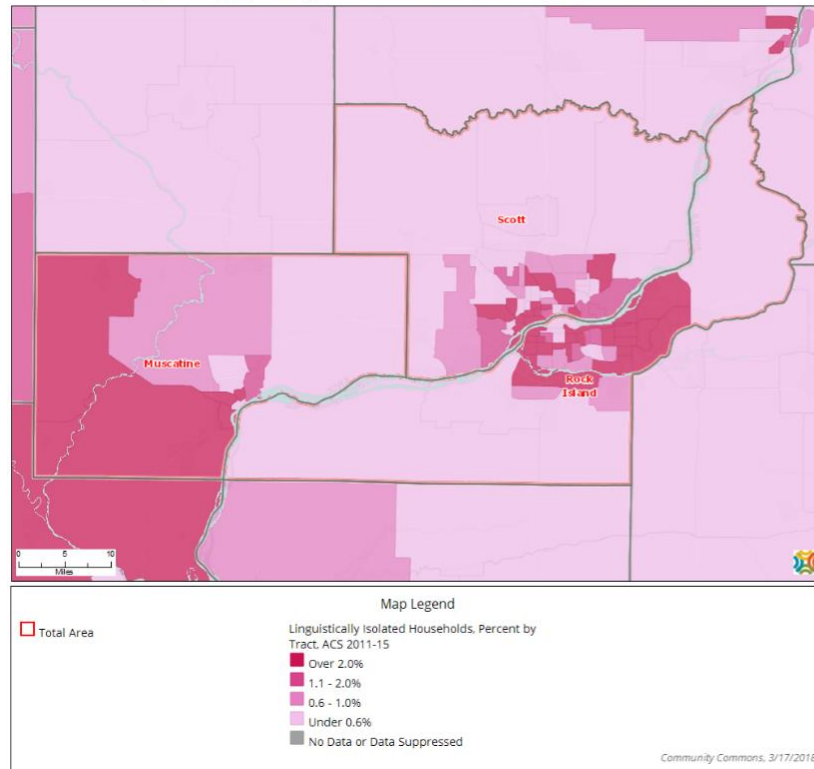 Scott
Muscatine
Rock
Island
0 5 10
Miles
Map Legend
Total Area
Linguistically Isolated Households, Percent by
Tract, ACS 2011-15
Over 2.0%
1.1 - 2.0%
0.6 - 1.0%
Under 0.6%
No Data or Data Suppressed
Community Commons, 3/17/2018